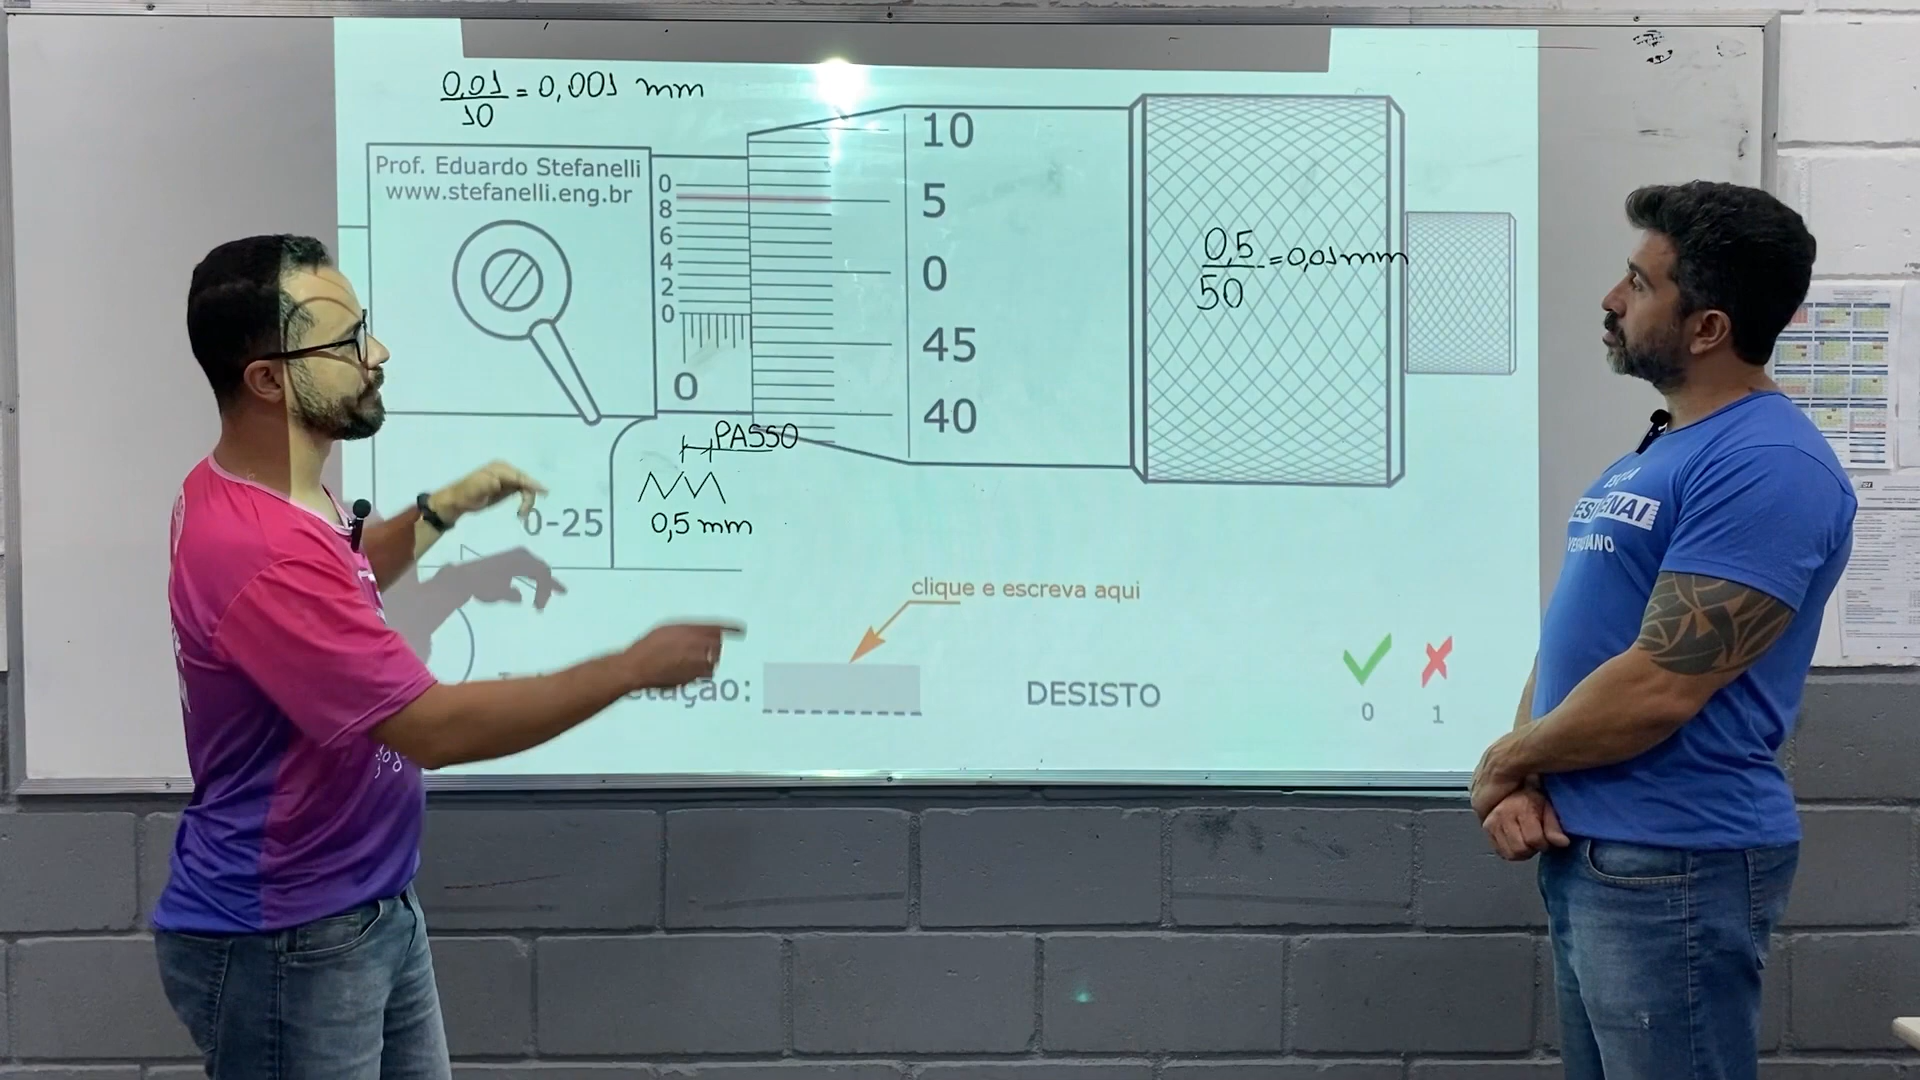 0,01
10
= 0,001 mm
Prof. Eduardo Stefanelli
www.stefanelli.eng.br
0
8
6
4
2
0
0
10
5
0
45
40
0,5
50
= 0,01 mm
PASSO
0,5 mm
0-25
clique e escreva aqui
DESISTO
0
1